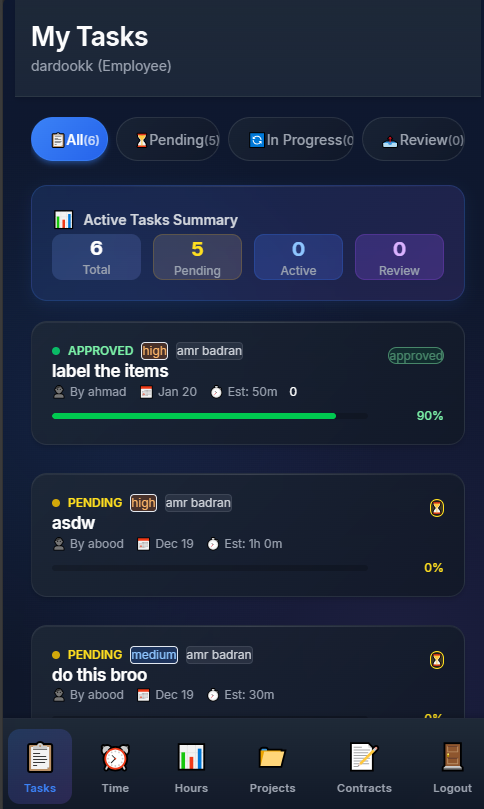 My Tasks
dardookk (Employee)
All(6) Pending(5) In Progress(0 Review(0)
Active Tasks Summary
6 5 0 0
Total Pending Active Review
APPROVED high amr badran approved
label the items
By ahmad Jan 20 Est: 50m 0
90%
PENDING high amr badran
asdw
By abood Dec 19 Est: 1h 0m
0%
PENDING medium amr badran
do this broo
By abood Dec 19 Est: 30m
0%
Tasks Time Hours Projects Contracts Logout